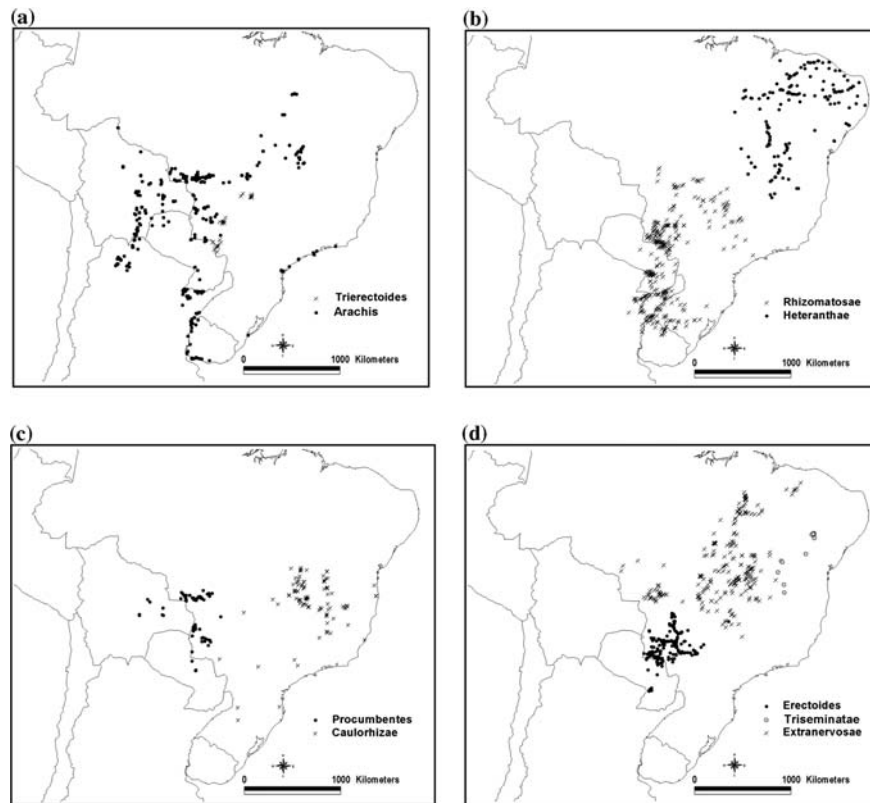 (a)
Trierectoides
Arachis
0 1000 Kilometers
(b)
Rhizomatosae
Heteranthae
0 1000 Kilometers
(c)
Procumbentes
Caulorhizae
0 1000 Kilometers
(d)
Erectoides
Triseminatae
Extranervosae
0 1000 Kilometers